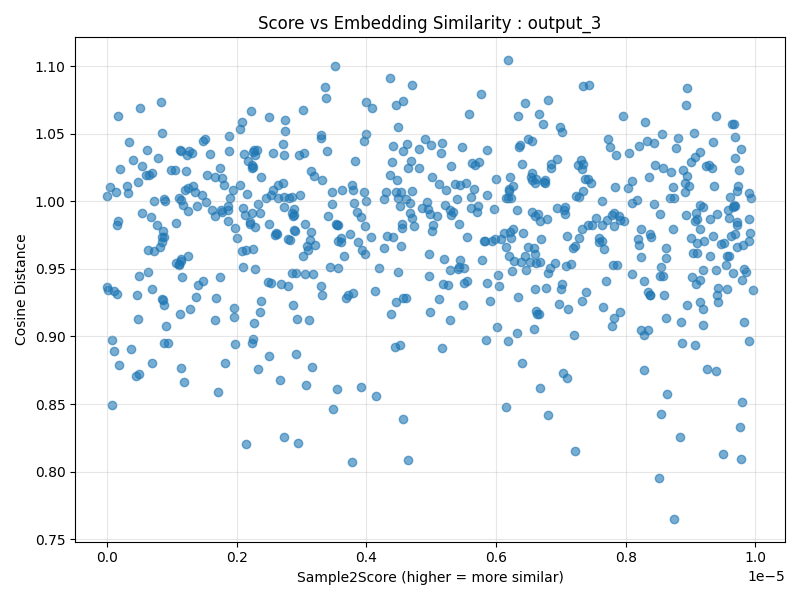 Score vs Embedding Similarity : output_3
1.10
1.05
1.00
0.95
0.90
0.85
0.80
0.75
Cosine Distance
0.0 0.2 0.4 0.6 0.8 1.0
1e−5
Sample2Score (higher = more similar)